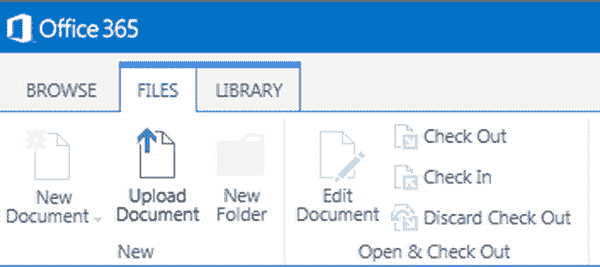 Office 365
BROWSE FILES LIBRARY
New Document
Upload Document
New Folder
Edit Document
Check Out
Check In
Discard Check Out
New
Open & Check Out